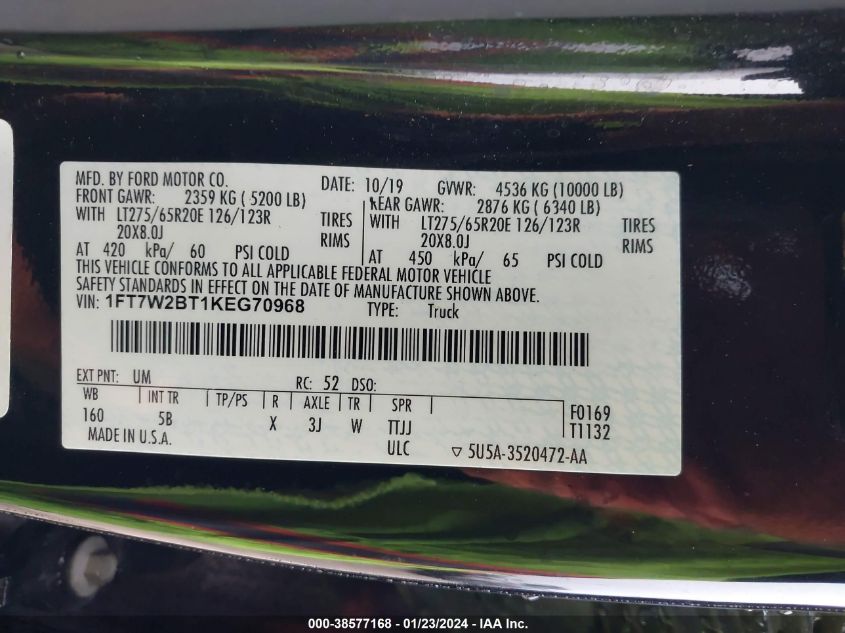 MFD. BY FORD MOTOR CO. DATE: 10/19 GVWR: 4536 KG (10000 LB)
FRONT GAWR: 2359 KG ( 5200 LB) REAR GAWR: 2876 KG ( 6340 LB)
WITH LT275/65R20E 126/123R TIRES WITH LT275/65R20E 126/123R TIRES
20X8.0J RIMS 20X8.0J RIMS
AT 420 kPa/ 60 PSI COLD AT 450 kPa/ 65 PSI COLD
THIS VEHICLE CONFORMS TO ALL APPLICABLE FEDERAL MOTOR VEHICLE
SAFETY STANDARDS IN EFFECT ON THE DATE OF MANUFACTURE SHOWN ABOVE.
VIN: 1FT7W2BT1KEG70968 TYPE: Truck
EXT PNT: UM RC: 52 DSO:
WB INT TR TP/PS R AXLE TR SPR F0169
160 5B X 3J W TTJJ T1132
MADE IN U.S.A. ULC 5U5A-3520472-AA
000-38577168 - 01/23/2024 - IAA Inc.